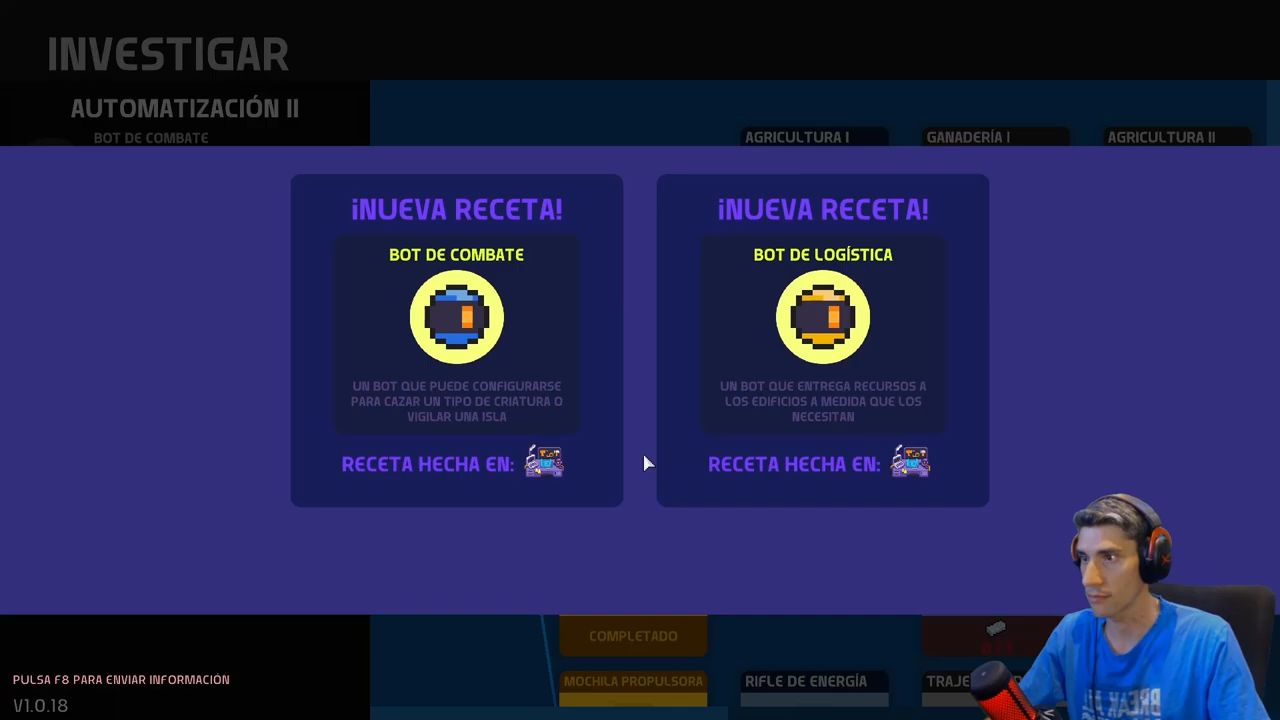 INVESTIGAR
AUTOMATIZACIÓN II
BOT DE COMBATE
AGRICULTURA I
GANADERÍA I
AGRICULTURA II
¡NUEVA RECETA!
BOT DE COMBATE
UN BOT QUE PUEDE CONFIGURARSE
PARA CAZAR UN TIPO DE CRIATURA O
VIGILAR UNA ISLA
RECETA HECHA EN:
¡NUEVA RECETA!
BOT DE LOGÍSTICA
UN BOT QUE ENTREGA RECURSOS A
LOS EDIFICIOS A MEDIDA QUE LOS
NECESITAN
RECETA HECHA EN:
COMPLETADO
MOCHILA PROPULSORA
RIFLE DE ENERGÍA
PULSA F8 PARA ENVIAR INFORMACIÓN
V1.0.18